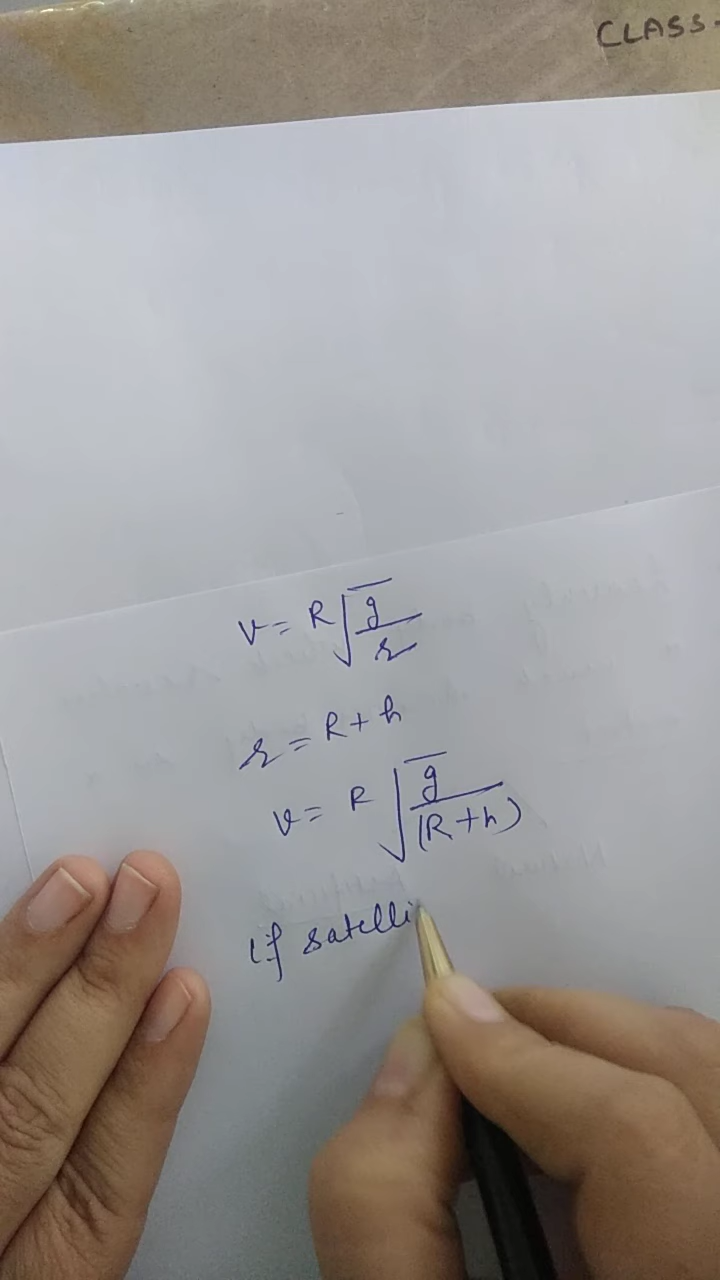 CLASS-
v = R√g/r
r = R + h
v = R√g/(R + h)
if satelli